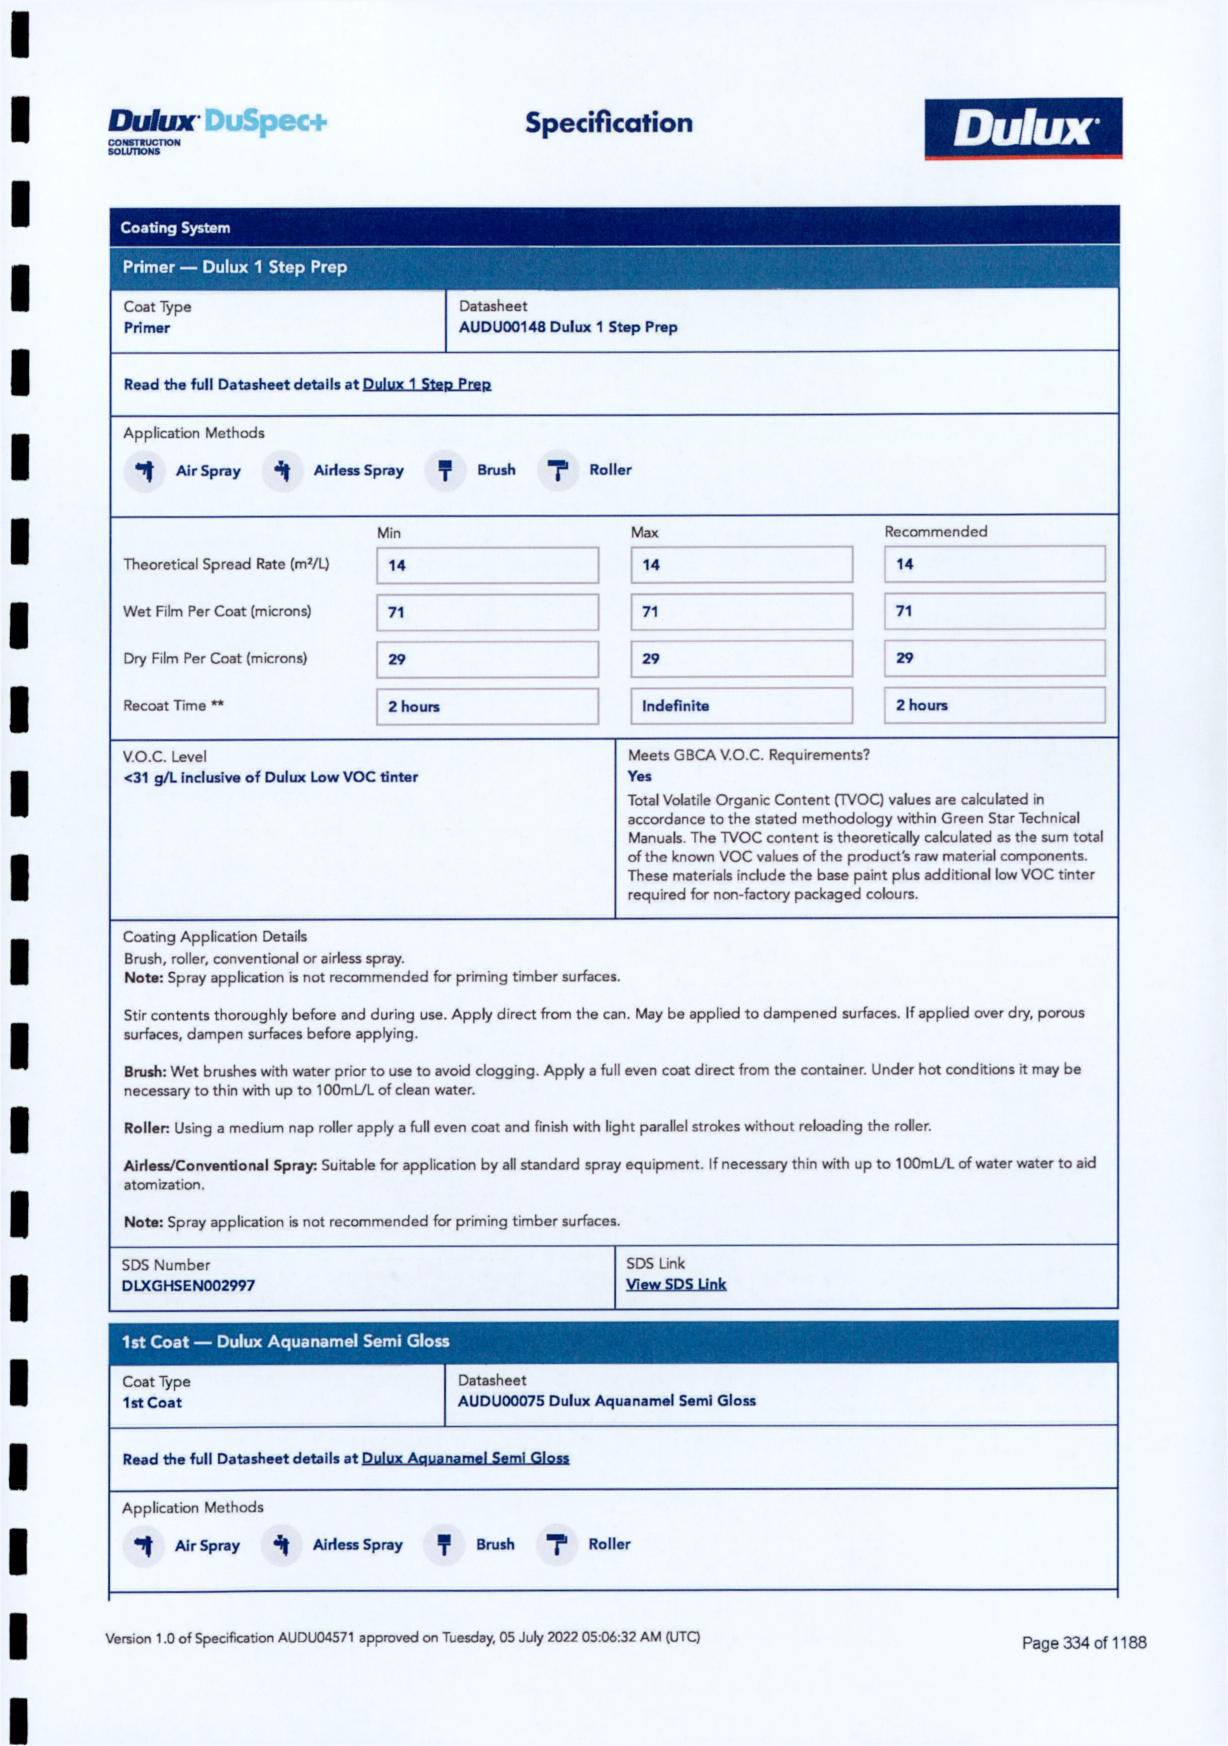 Dulux DuSpec+
CONSTRUCTION
SOLUTIONS
Specification
Dulux
Coating System
Primer — Dulux 1 Step Prep
Coat Type
Primer
Datasheet
AUDU00148 Dulux 1 Step Prep
Read the full Datasheet details at Dulux 1 Step Prep
Application Methods
Air Spray Airless Spray Brush Roller
Min Max Recommended
Theoretical Spread Rate (m²/L) 14 14 14
Wet Film Per Coat (microns) 71 71 71
Dry Film Per Coat (microns) 29 29 29
Recoat Time ** 2 hours Indefinite 2 hours
V.O.C. Level
<31 g/L inclusive of Dulux Low VOC tinter
Meets GBCA V.O.C. Requirements?
Yes
Total Volatile Organic Content (TVOC) values are calculated in
accordance to the stated methodology within Green Star Technical
Manuals. The TVOC content is theoretically calculated as the sum total
of the known VOC values of the product's raw material components.
These materials include the base paint plus additional low VOC tinter
required for non-factory packaged colours.
Coating Application Details
Brush, roller, conventional or airless spray.
Note: Spray application is not recommended for priming timber surfaces.
Stir contents thoroughly before and during use. Apply direct from the can. May be applied to dampened surfaces. If applied over dry, porous
surfaces, dampen surfaces before applying.
Brush: Wet brushes with water prior to use to avoid clogging. Apply a full even coat direct from the container. Under hot conditions it may be
necessary to thin with up to 100mL/L of clean water.
Roller: Using a medium nap roller apply a full even coat and finish with light parallel strokes without reloading the roller.
Airless/Conventional Spray: Suitable for application by all standard spray equipment. If necessary thin with up to 100mL/L of water water to aid
atomization.
Note: Spray application is not recommended for priming timber surfaces.
SDS Number
DLXGHSEN002997
SDS Link
View SDS Link
1st Coat — Dulux Aquanamel Semi Gloss
Coat Type
1st Coat
Datasheet
AUDU00075 Dulux Aquanamel Semi Gloss
Read the full Datasheet details at Dulux Aquanamel Semi Gloss
Application Methods
Air Spray Airless Spray Brush Roller
Version 1.0 of Specification AUDU04571 approved on Tuesday, 05 July 2022 05:06:32 AM (UTC)
Page 334 of 1188